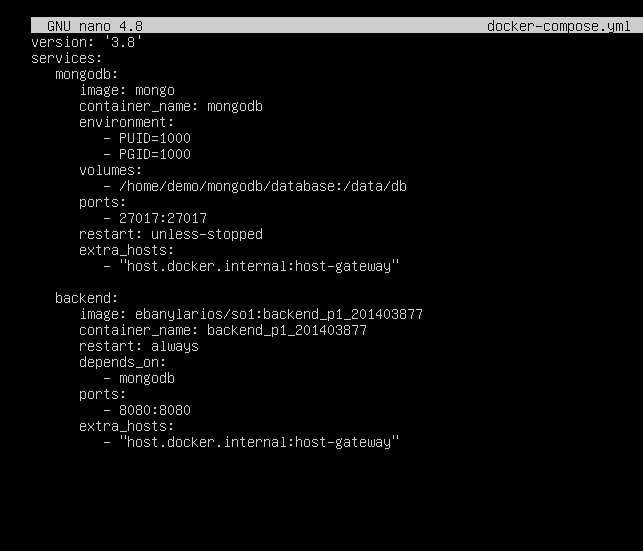 GNU nano 4.8 docker-compose.yml
version: '3.8'
services:
   mongodb:
      image: mongo
      container_name: mongodb
      environment:
         - PUID=1000
         - PGID=1000
      volumes:
         - /home/demo/mongodb/database:/data/db
      ports:
         - 27017:27017
      restart: unless-stopped
      extra_hosts:
         - "host.docker.internal:host-gateway"

   backend:
      image: ebanylarios/so1:backend_p1_201403877
      container_name: backend_p1_201403877
      restart: always
      depends_on:
         - mongodb
      ports:
         - 8080:8080
      extra_hosts:
         - "host.docker.internal:host-gateway"